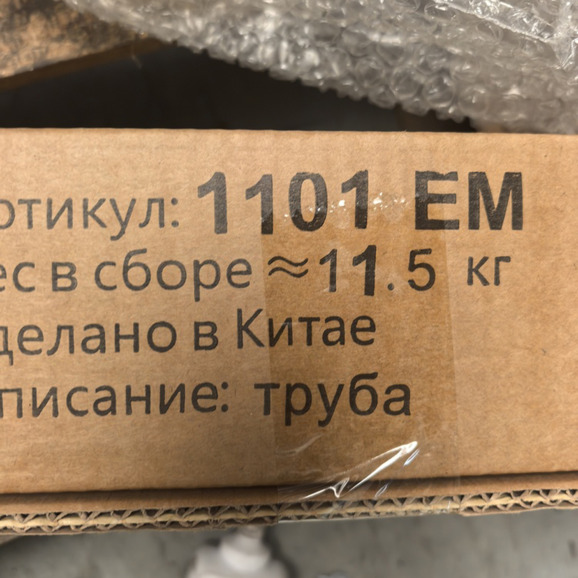 ртикул: 1101 EM
ес в сборе ≈11.5 кг
делано в Китае
писание: труба